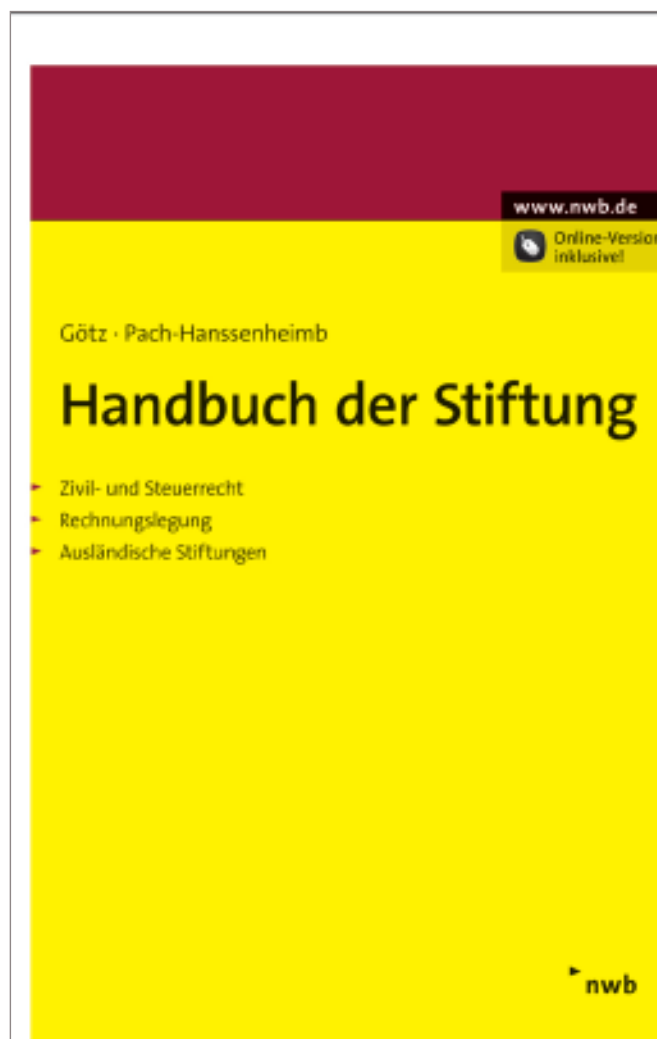 www.nwb.de
Online-Version
inklusive!
Götz · Pach-Hanssenheimb
Handbuch der Stiftung
Zivil- und Steuerrecht
Rechnungslegung
Ausländische Stiftungen
nwb